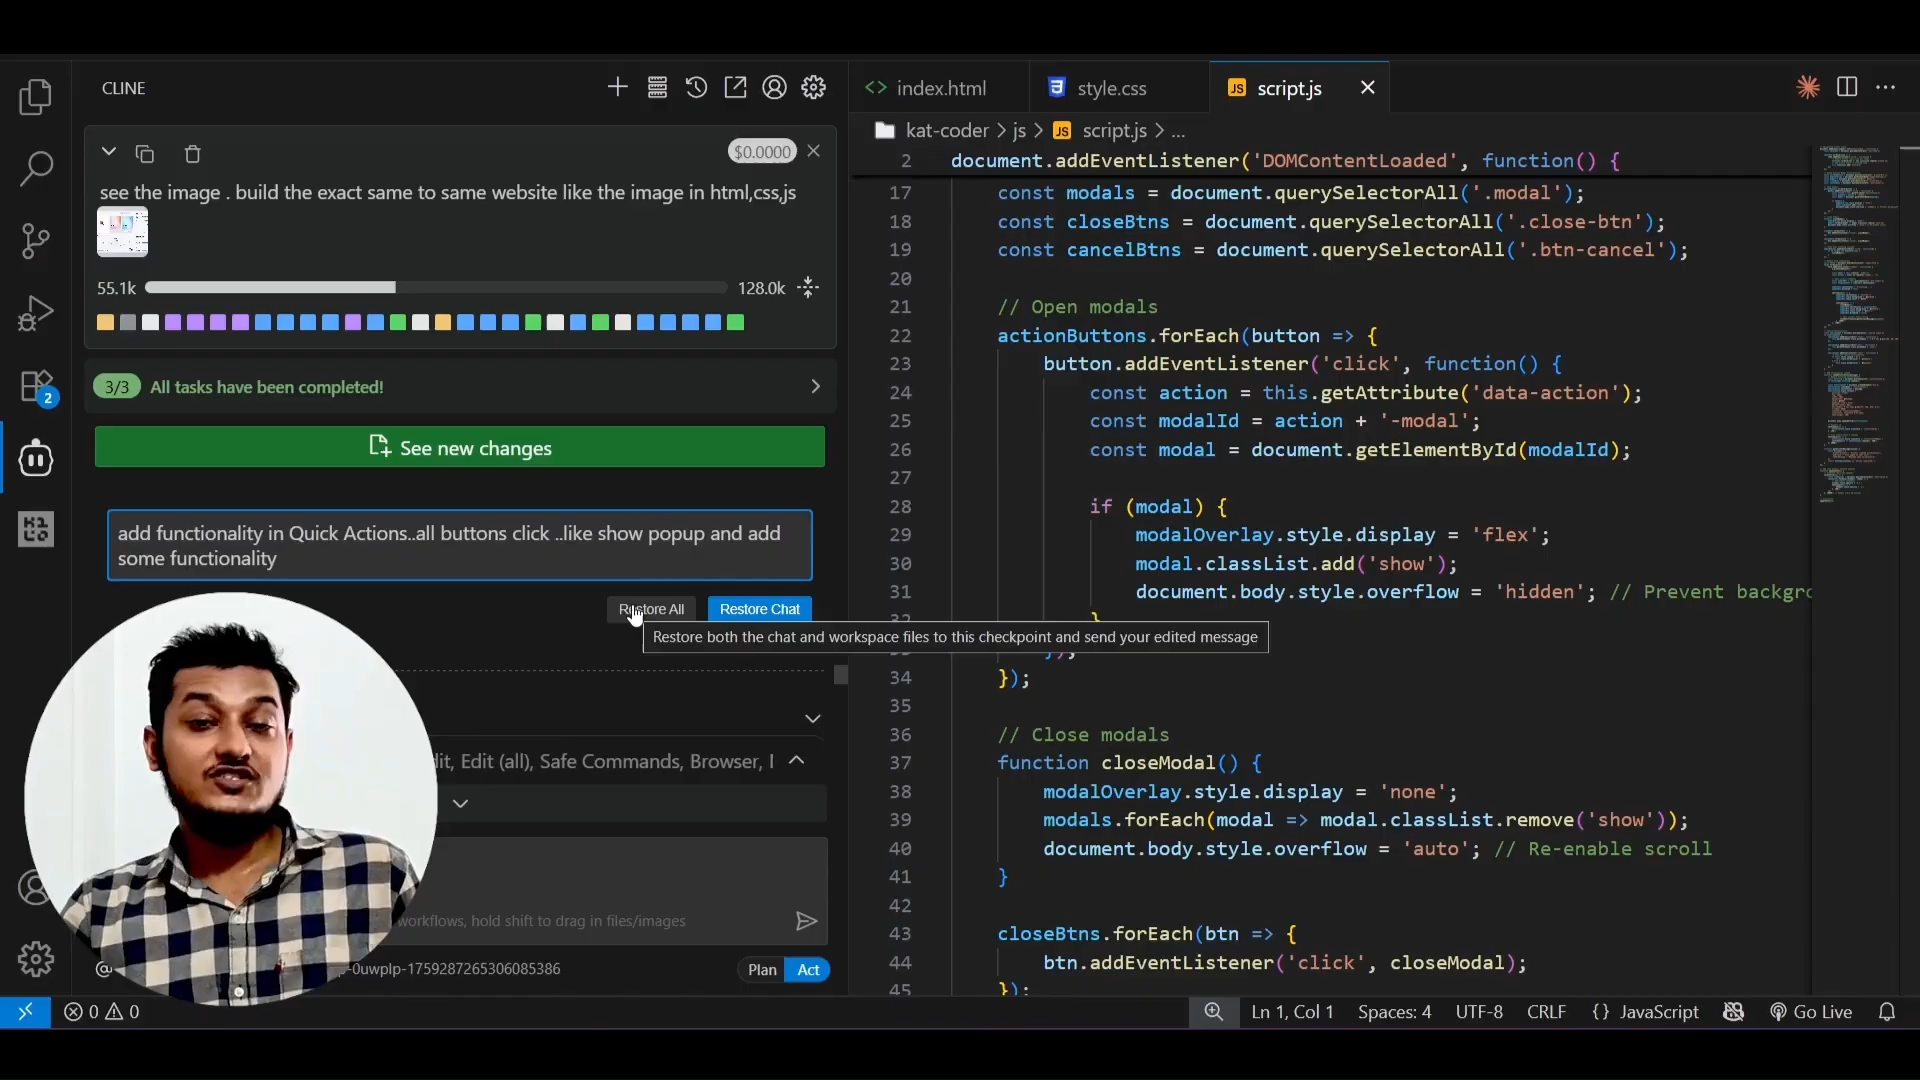 CLINE
$0.0000
see the image . build the exact same to same website like the image in html,css,js
55.1k
128.0k
3/3 All tasks have been completed!
See new changes
add functionality in Quick Actions..all buttons click ..like show popup and add
some functionality
Restore All
Restore Chat
Restore both the chat and workspace files to this checkpoint and send your edited message
lit, Edit (all), Safe Commands, Browser, I
workflows, hold shift to drag in files/images
@
p-0uwplp-1759287265306085386
Plan
Act
2
index.html
style.css
JS script.js
kat-coder > js > JS script.js > ...
2 document.addEventListener('DOMContentLoaded', function() {
17 const modals = document.querySelectorAll('.modal');
18 const closeBtns = document.querySelectorAll('.close-btn');
19 const cancelBtns = document.querySelectorAll('.btn-cancel');
20
21 // Open modals
22 actionButtons.forEach(button => {
23 button.addEventListener('click', function() {
24 const action = this.getAttribute('data-action');
25 const modalId = action + '-modal';
26 const modal = document.getElementById(modalId);
27
28 if (modal) {
29 modalOverlay.style.display = 'flex';
30 modal.classList.add('show');
31 document.body.style.overflow = 'hidden'; // Prevent backgro
32 }
33 });
34 });
35
36 // Close modals
37 function closeModal() {
38 modalOverlay.style.display = 'none';
39 modals.forEach(modal => modal.classList.remove('show'));
40 document.body.style.overflow = 'auto'; // Re-enable scroll
41 }
42
43 closeBtns.forEach(btn => {
44 btn.addEventListener('click', closeModal);
45 });
0 0
Ln 1, Col 1
Spaces: 4
UTF-8
CRLF
{} JavaScript
Go Live